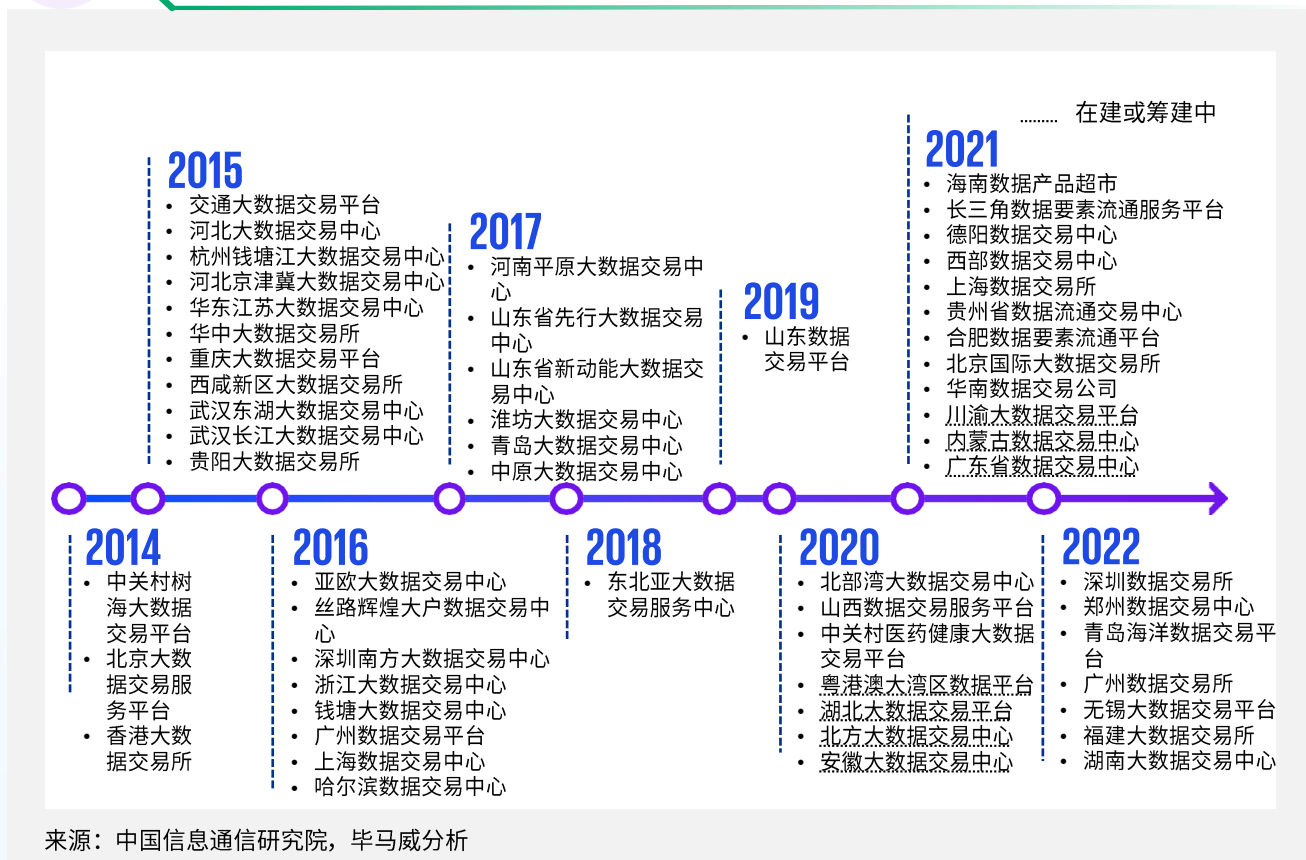 ......... 在建或筹建中
2015
• 交通大数据交易平台
• 河北大数据交易中心
• 杭州钱塘江大数据交易中心
• 河北京津冀大数据交易中心
• 华东江苏大数据交易中心
• 华中大数据交易所
• 重庆大数据交易平台
• 西咸新区大数据交易所
• 武汉东湖大数据交易中心
• 武汉长江大数据交易中心
• 贵阳大数据交易所
2017
• 河南平原大数据交易中
心
• 山东省先行大数据交易
中心
• 山东省新动能大数据交
易中心
• 淮坊大数据交易中心
• 青岛大数据交易中心
• 中原大数据交易中心
2019
• 山东数据
交易平台
2021
• 海南数据产品超市
• 长三角数据要素流通服务平台
• 德阳数据交易中心
• 西部数据交易中心
• 上海数据交易所
• 贵州省数据流通交易中心
• 合肥数据要素流通平台
• 北京国际大数据交易所
• 华南数据交易公司
• 川渝大数据交易平台
• 内蒙古数据交易中心
• 广东省数据交易中心
2014
• 中关村树
海大数据
交易平台
• 北京大数
据交易服
务平台
• 香港大数
据交易所
2016
• 亚欧大数据交易中心
• 丝路辉煌大户数据交易中
心
• 深圳南方大数据交易中心
• 浙江大数据交易中心
• 钱塘大数据交易中心
• 广州数据交易平台
• 上海数据交易中心
• 哈尔滨数据交易中心
2018
• 东北亚大数据
交易服务中心
2020
• 北部湾大数据交易中心
• 山西数据交易服务平台
• 中关村医药健康大数据
交易平台
• 粤港澳大湾区数据平台
• 湖北大数据交易平台
• 北方大数据交易中心
• 安徽大数据交易中心
2022
• 深圳数据交易所
• 郑州数据交易中心
• 青岛海洋数据交易平
台
• 广州数据交易所
• 无锡大数据交易平台
• 福建大数据交易所
• 湖南大数据交易中心
来源：中国信息通信研究院，毕马威分析